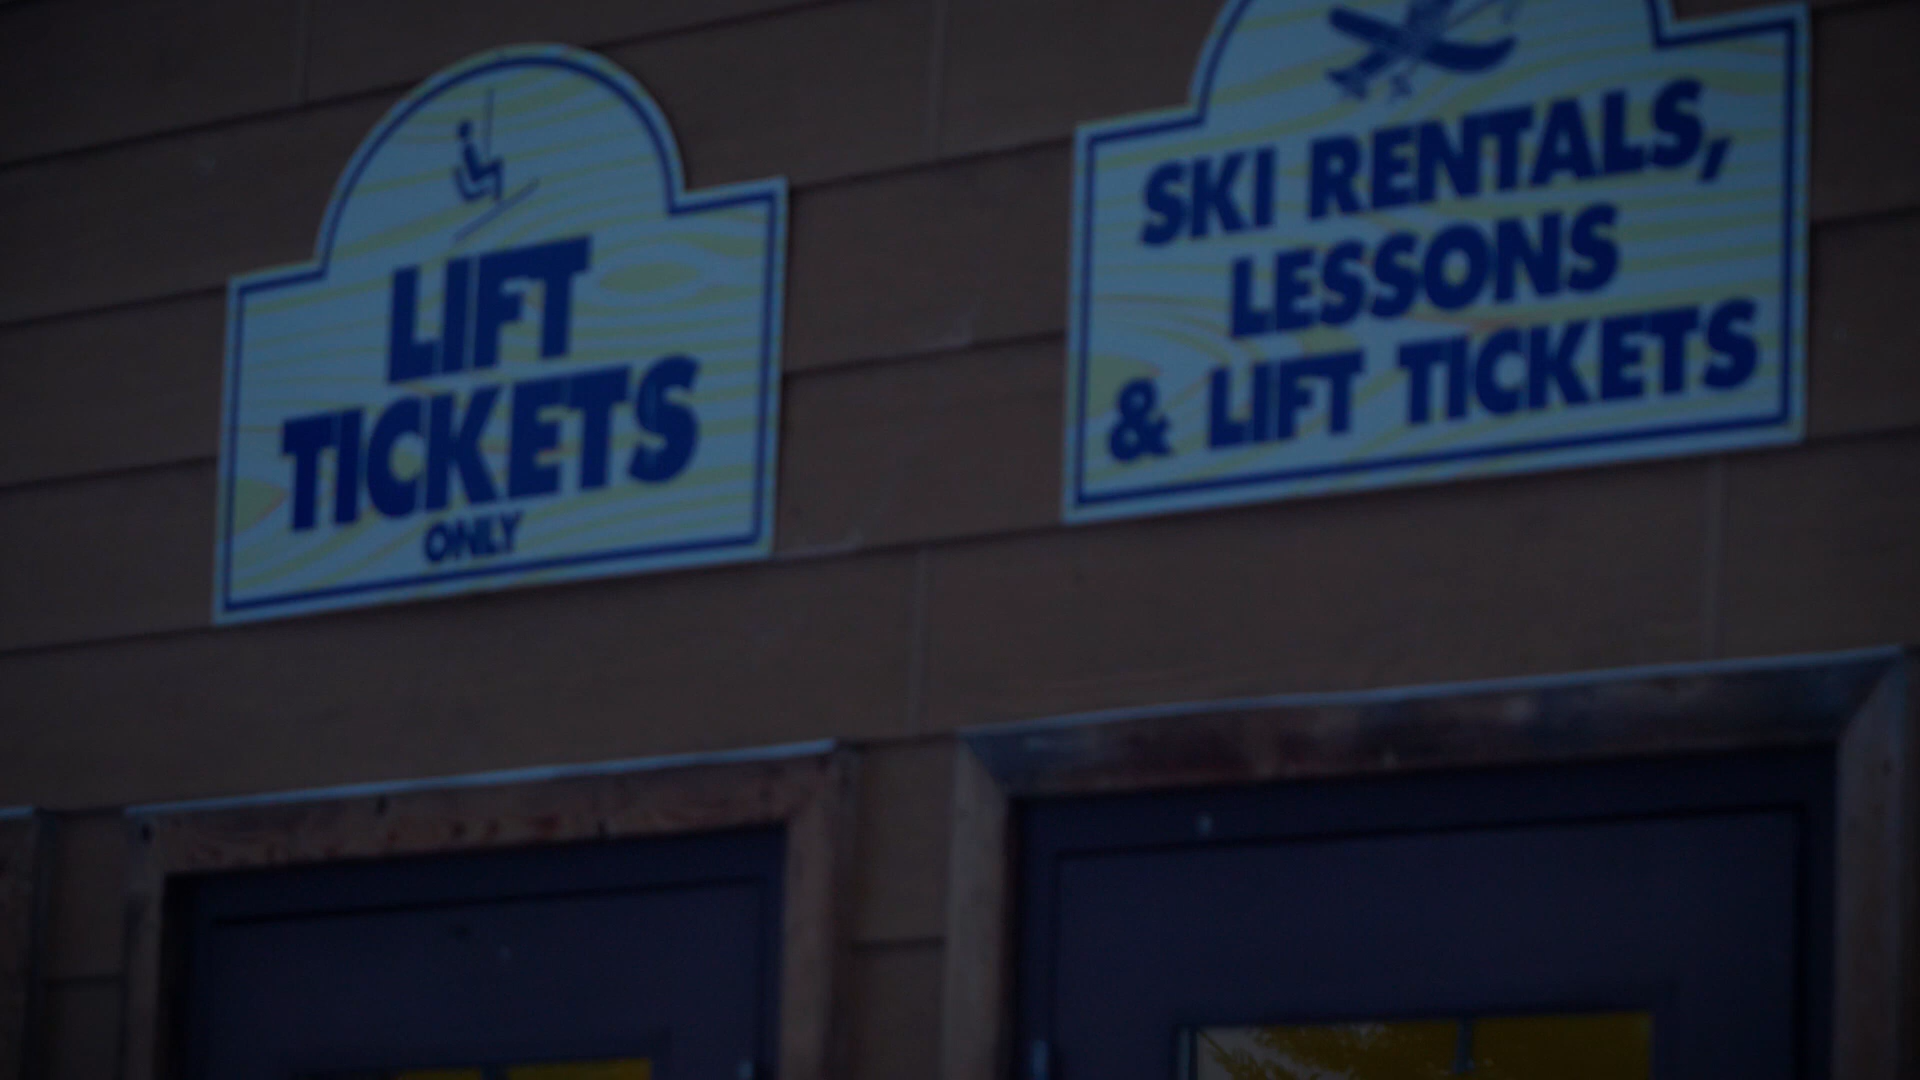 LIFT
TICKETS
ONLY
SKI RENTALS,
LESSONS
& LIFT TICKETS